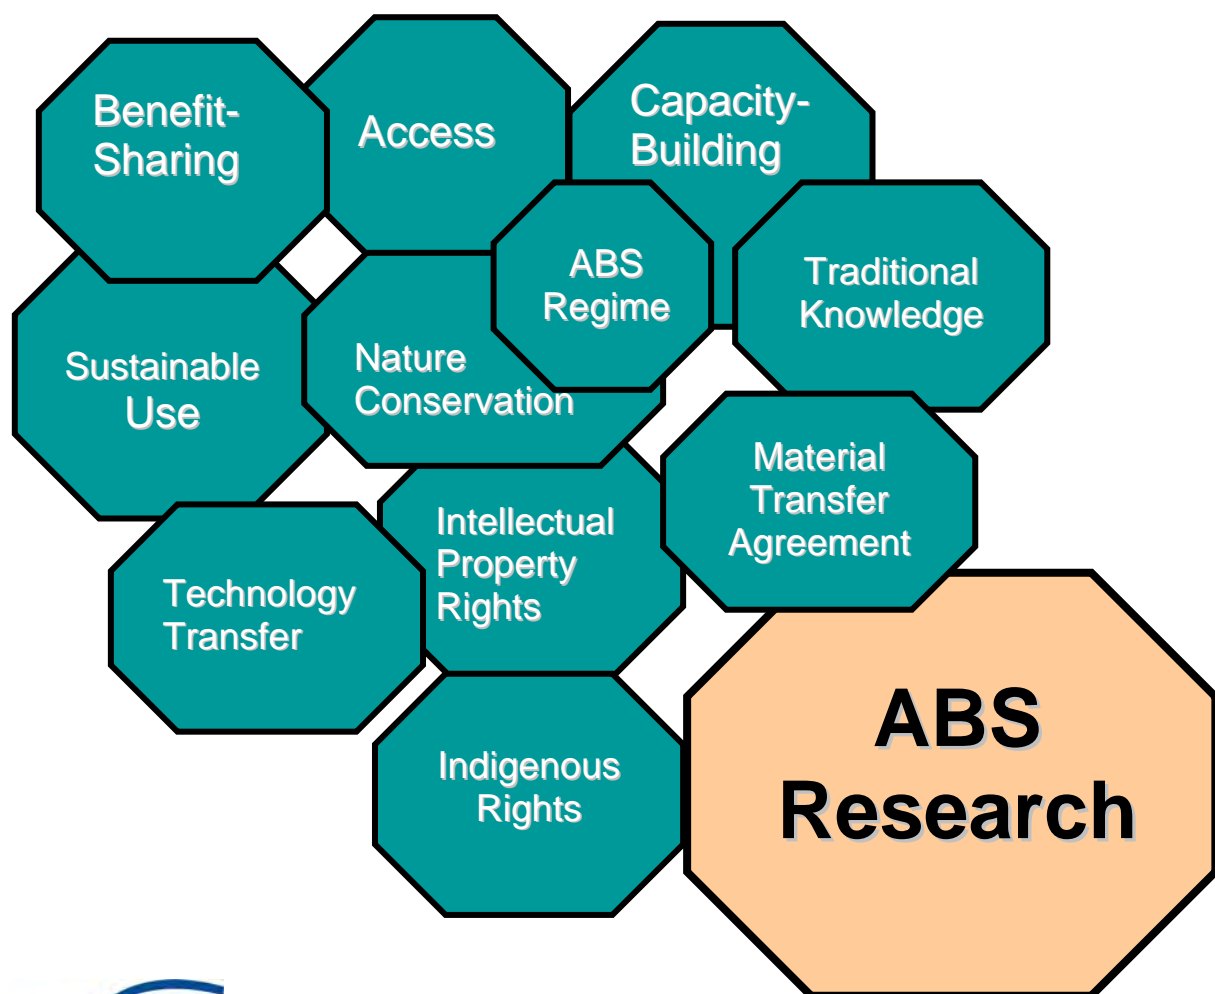 Benefit-
Sharing
Access
Capacity-
Building
ABS
Regime
Traditional
Knowledge
Sustainable
Use
Nature
Conservation
Material
Transfer
Agreement
Intellectual
Property
Rights
Technology
Transfer
Indigenous
Rights
ABS
Research